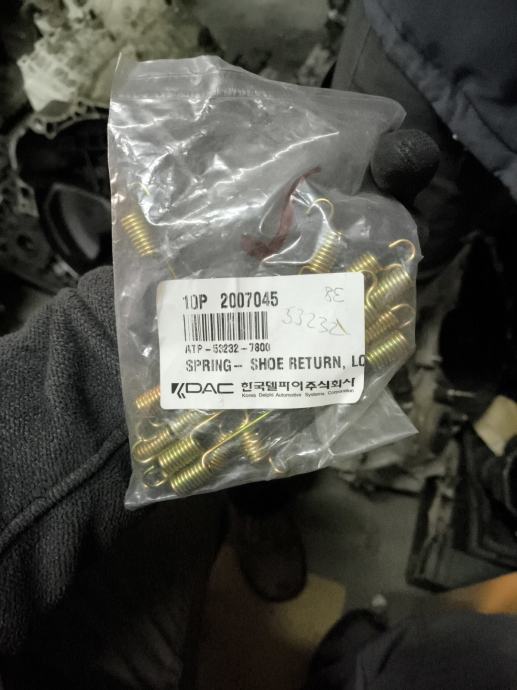 10P 2007045
53232
ATP-53232-7800
SPRING- SHOE RETURN, LO
KDAC 한국델파이주식회사
Korea Delphi Automotive Systems Corporation